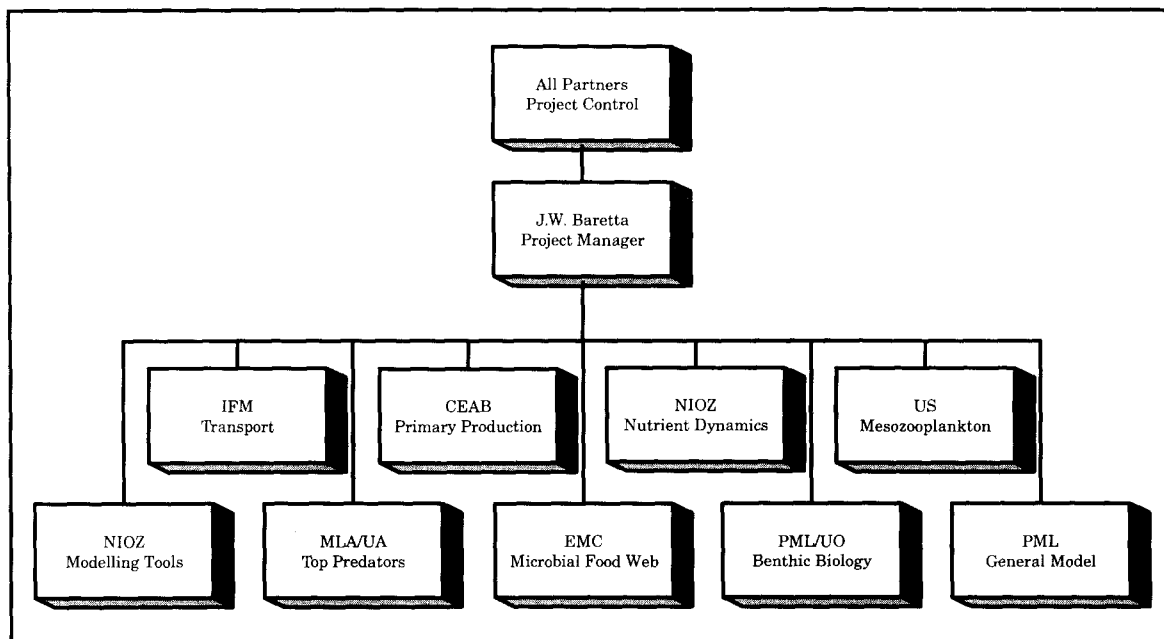 All Partners
Project Control
J.W. Baretta
Project Manager
IFM
Transport
CEAB
Primary Production
NIOZ
Nutrient Dynamics
US
Mesozooplankton
NIOZ
Modelling Tools
MLA/UA
Top Predators
EMC
Microbial Food Web
PML/UO
Benthic Biology
PML
General Model